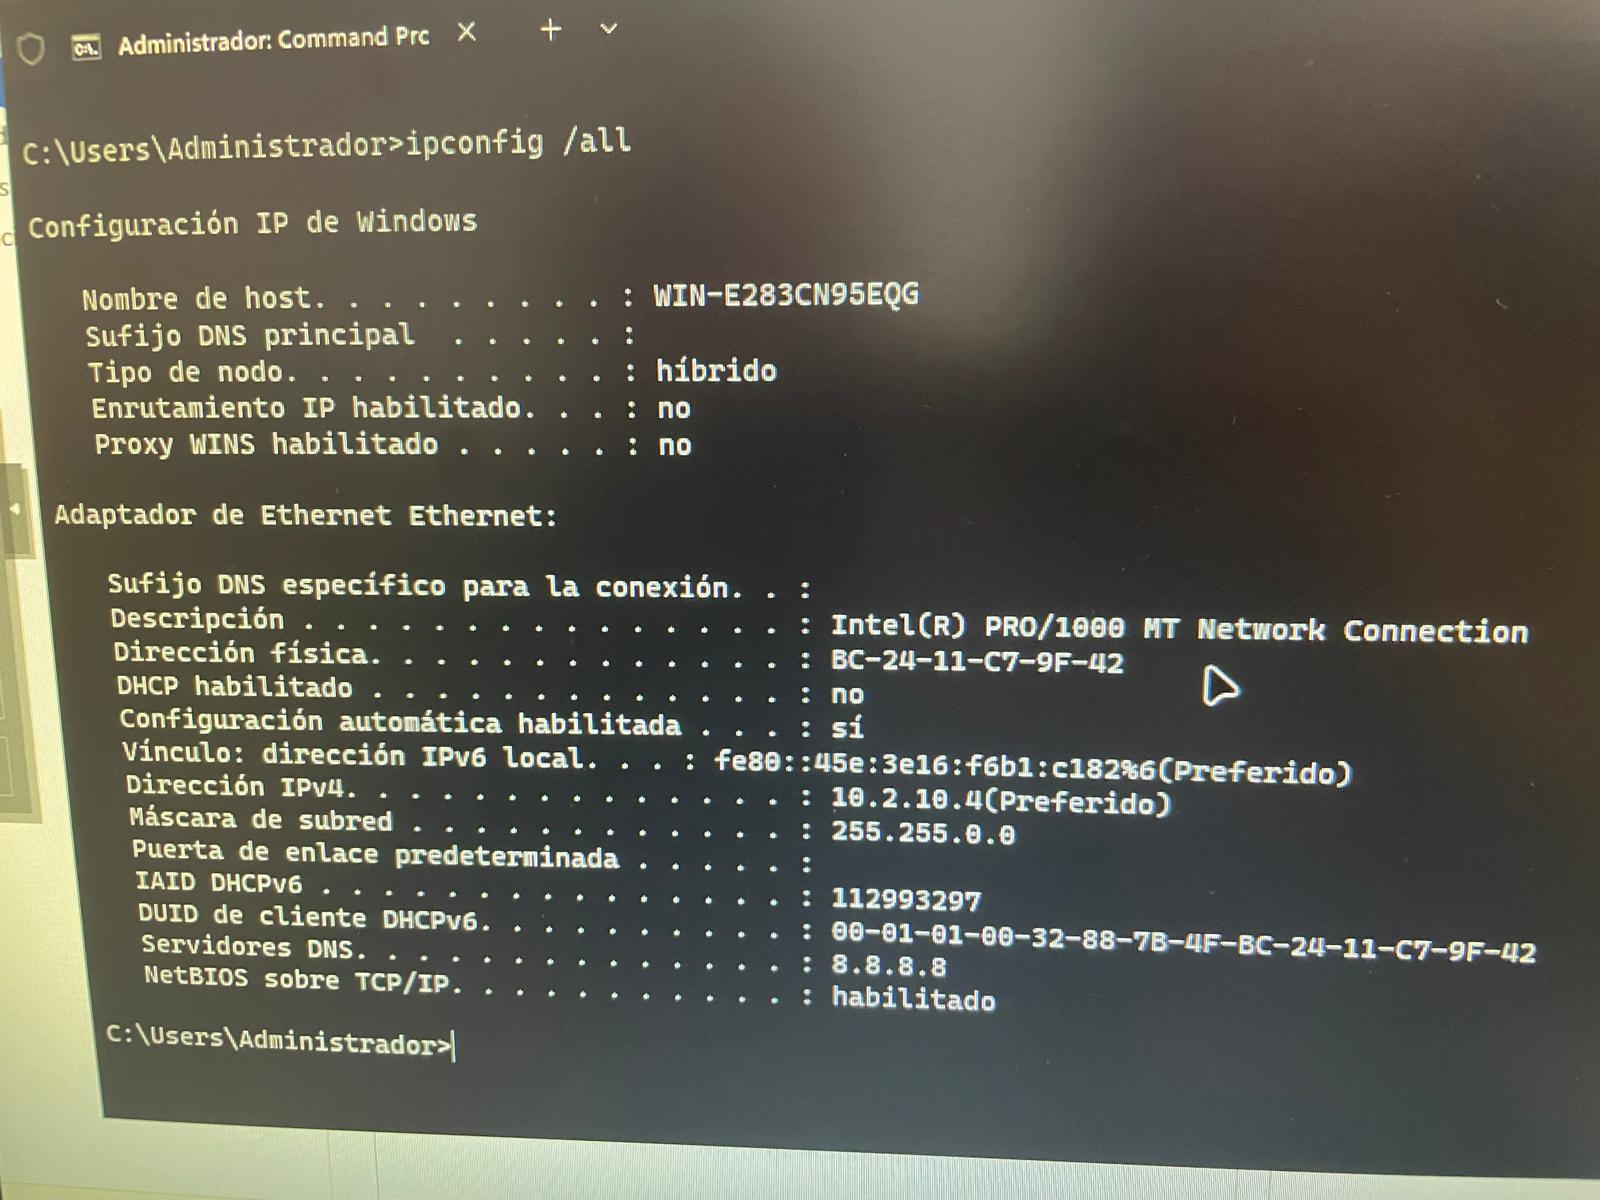 Administrador: Command Prc
C:\Users\Administrador>ipconfig /all
Configuración IP de Windows
Nombre de host. . . . . . . . . : WIN-E283CN95EQG
Sufijo DNS principal  . . . . . :
Tipo de nodo. . . . . . . . . . : híbrido
Enrutamiento IP habilitado. . . : no
Proxy WINS habilitado . . . . . : no
Adaptador de Ethernet Ethernet:
Sufijo DNS específico para la conexión. . :
Descripción . . . . . . . . . . . . . . . : Intel(R) PRO/1000 MT Network Connection
Dirección física. . . . . . . . . . . . . : BC-24-11-C7-9F-42
DHCP habilitado . . . . . . . . . . . . . : no
Configuración automática habilitada . . . : sí
Vínculo: dirección IPv6 local. . . : fe80::45e:3e16:f6b1:c182%6(Preferido)
Dirección IPv4. . . . . . . . . . . . . . : 10.2.10.4(Preferido)
Máscara de subred . . . . . . . . . . . . : 255.255.0.0
Puerta de enlace predeterminada . . . . . :
IAID DHCPv6 . . . . . . . . . . . . . . . : 112993297
DUID de cliente DHCPv6. . . . . . . . . . : 00-01-01-00-32-88-7B-4F-BC-24-11-C7-9F-42
Servidores DNS. . . . . . . . . . . . . . : 8.8.8.8
NetBIOS sobre TCP/IP. . . . . . . . . . . : habilitado
C:\Users\Administrador>